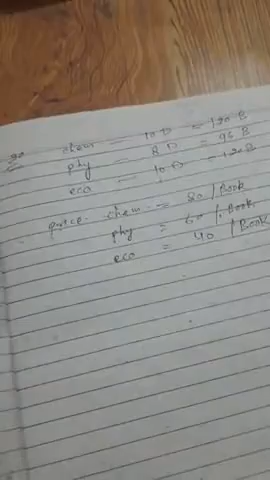 20 chem - 10 D = 120 B
phy - 8 D = 96 B
eco - 10 D = 120 B
price - chem = 80 / Book
phy = 60 / Book
eco = 40 / Book